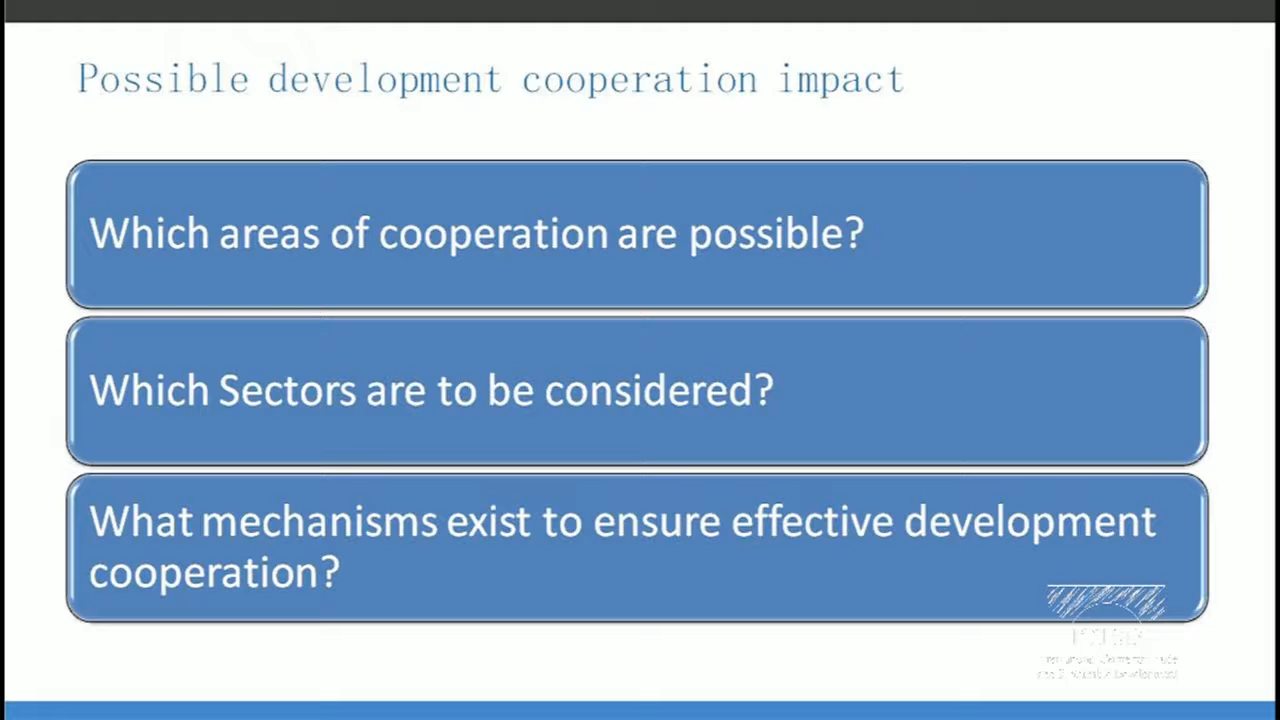 Possible development cooperation impact
Which areas of cooperation are possible?
Which Sectors are to be considered?
What mechanisms exist to ensure effective development
cooperation?